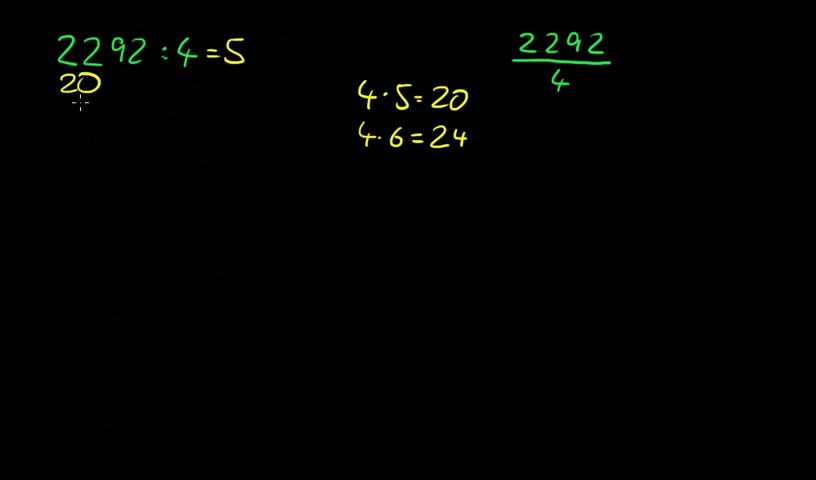 2292 : 4 = 5
20
4 · 5 = 20
4 · 6 = 24
2292
4